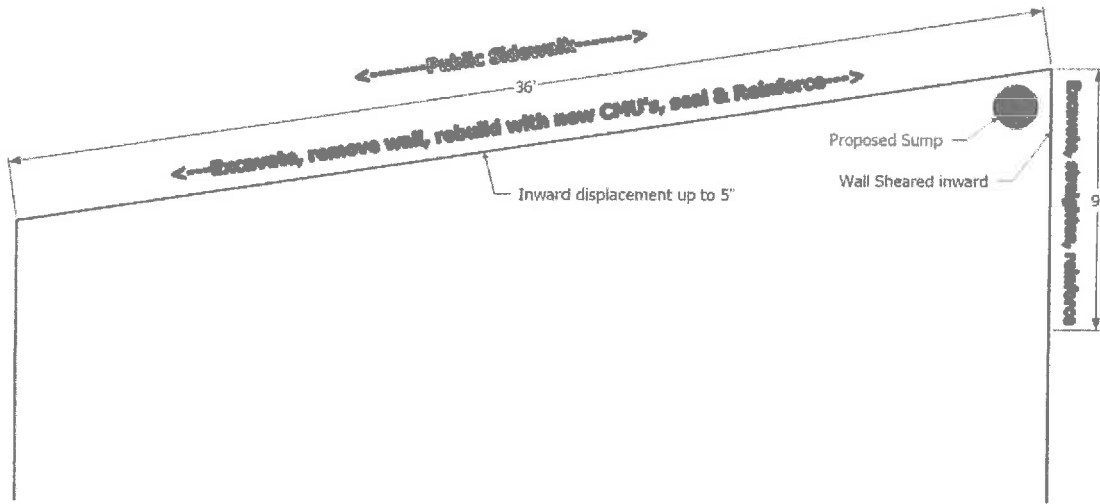 <----Public Sidewalk------->
36'
<---Excavate, remove wall, rebuild with new CMU's, seal & Reinforce--->
Proposed Sump
Wall Sheared inward
Inward displacement up to 5"
Excavate, straighten, reinforce
9